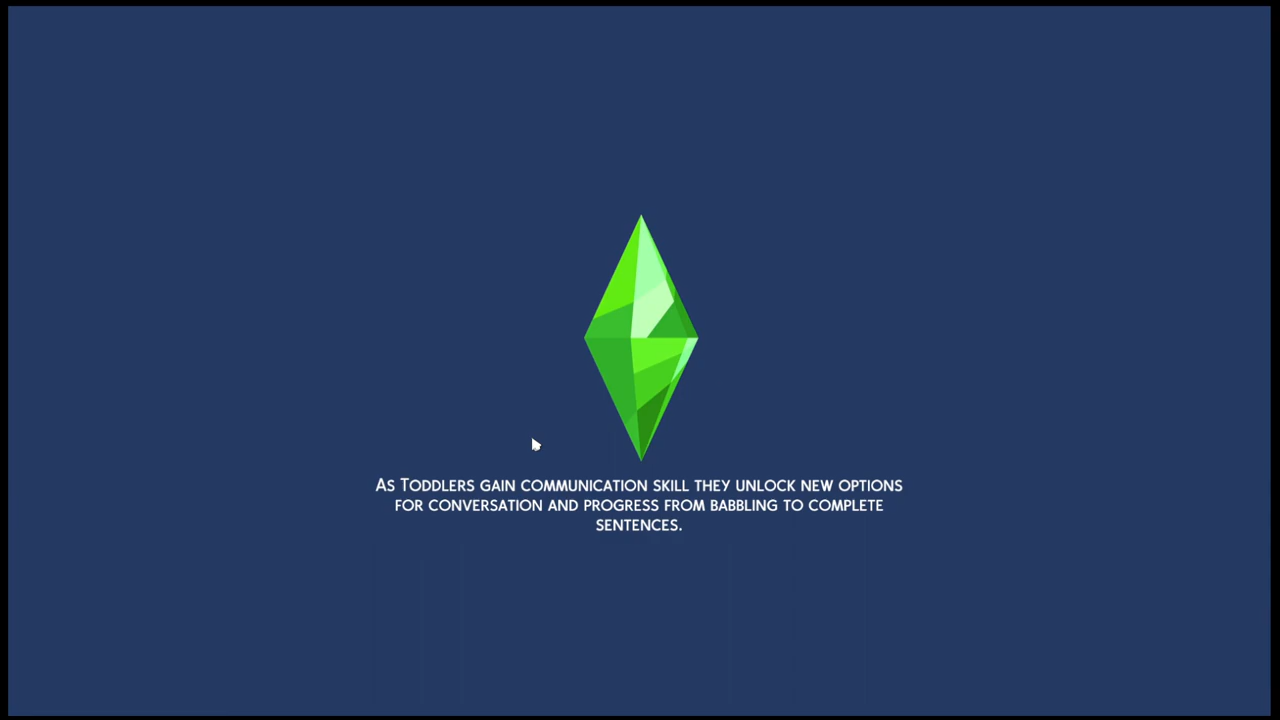 As Toddlers gain communication skill they unlock new options
for conversation and progress from babbling to complete
sentences.